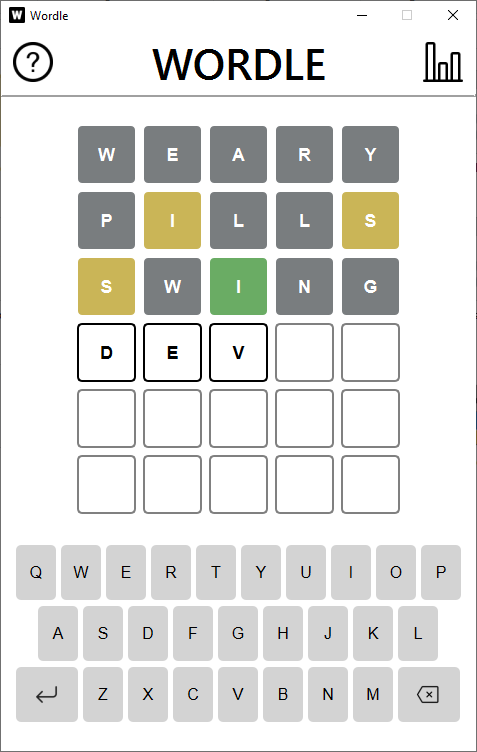 W Wordle
? WORDLE
W E A R Y
P I L L S
S W I N G
D E V
Q W E R T Y U I O P
A S D F G H J K L
Z X C V B N M